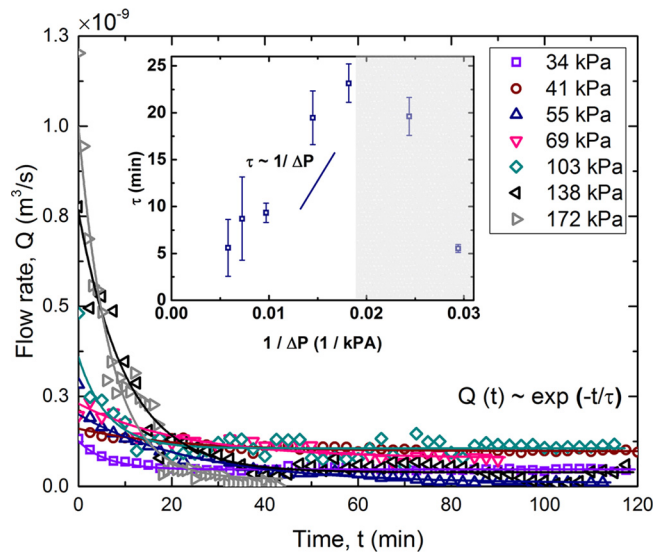 ×10⁻⁹
1.3
1.0
0.8
0.5
0.3
0.0
Flow rate, Q (m³/s)
0
20
40
60
80
100
120
Time, t (min)
34 kPa
41 kPa
55 kPa
69 kPa
103 kPa
138 kPa
172 kPa
25
20
15
10
5
0
τ (min)
τ ~ 1/ ΔP
0.00
0.01
0.02
0.03
1/ ΔP (1 / kPA)
Q (t) ~ exp (-t/τ)